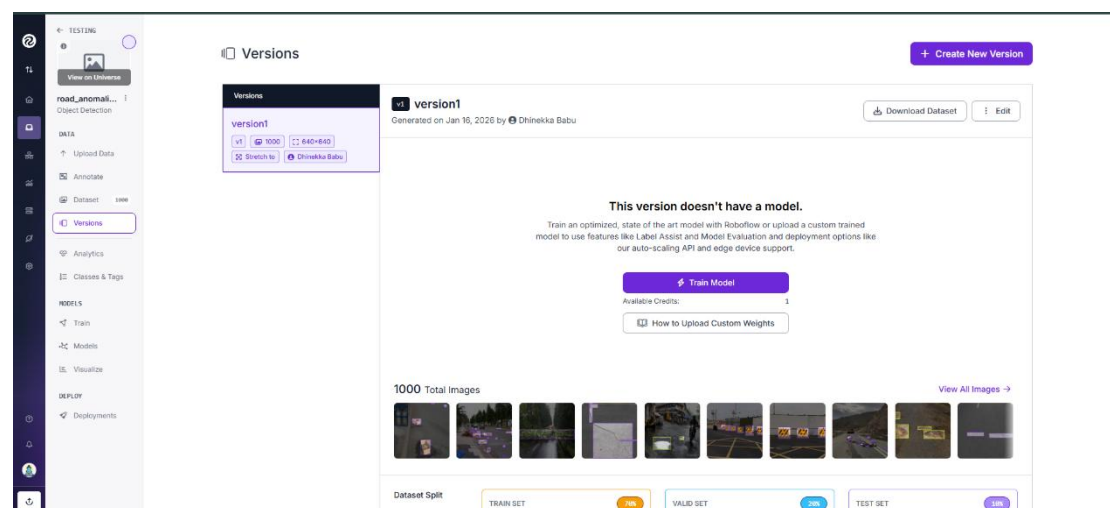 ← TESTING
View on Universe
road_anomali...
Object Detection
DATA
Upload Data
Annotate
Dataset 1000
Versions
Analytics
Classes & Tags
MODELS
Train
Models
Visualize
DEPLOY
Deployments
Versions
+ Create New Version
Versions
version1
v1 1000 640×640
Stretch to Dhinekka Babu
v1 version1
Generated on Jan 16, 2026 by Dhinekka Babu
Download Dataset
Edit
This version doesn't have a model.
Train an optimized, state of the art model with Roboflow or upload a custom trained
model to use features like Label Assist and Model Evaluation and deployment options like
our auto-scaling API and edge device support.
Train Model
Available Credits: 1
How to Upload Custom Weights
1000 Total Images
View All Images →
Dataset Split
TRAIN SET 70%
VALID SET 20%
TEST SET 10%